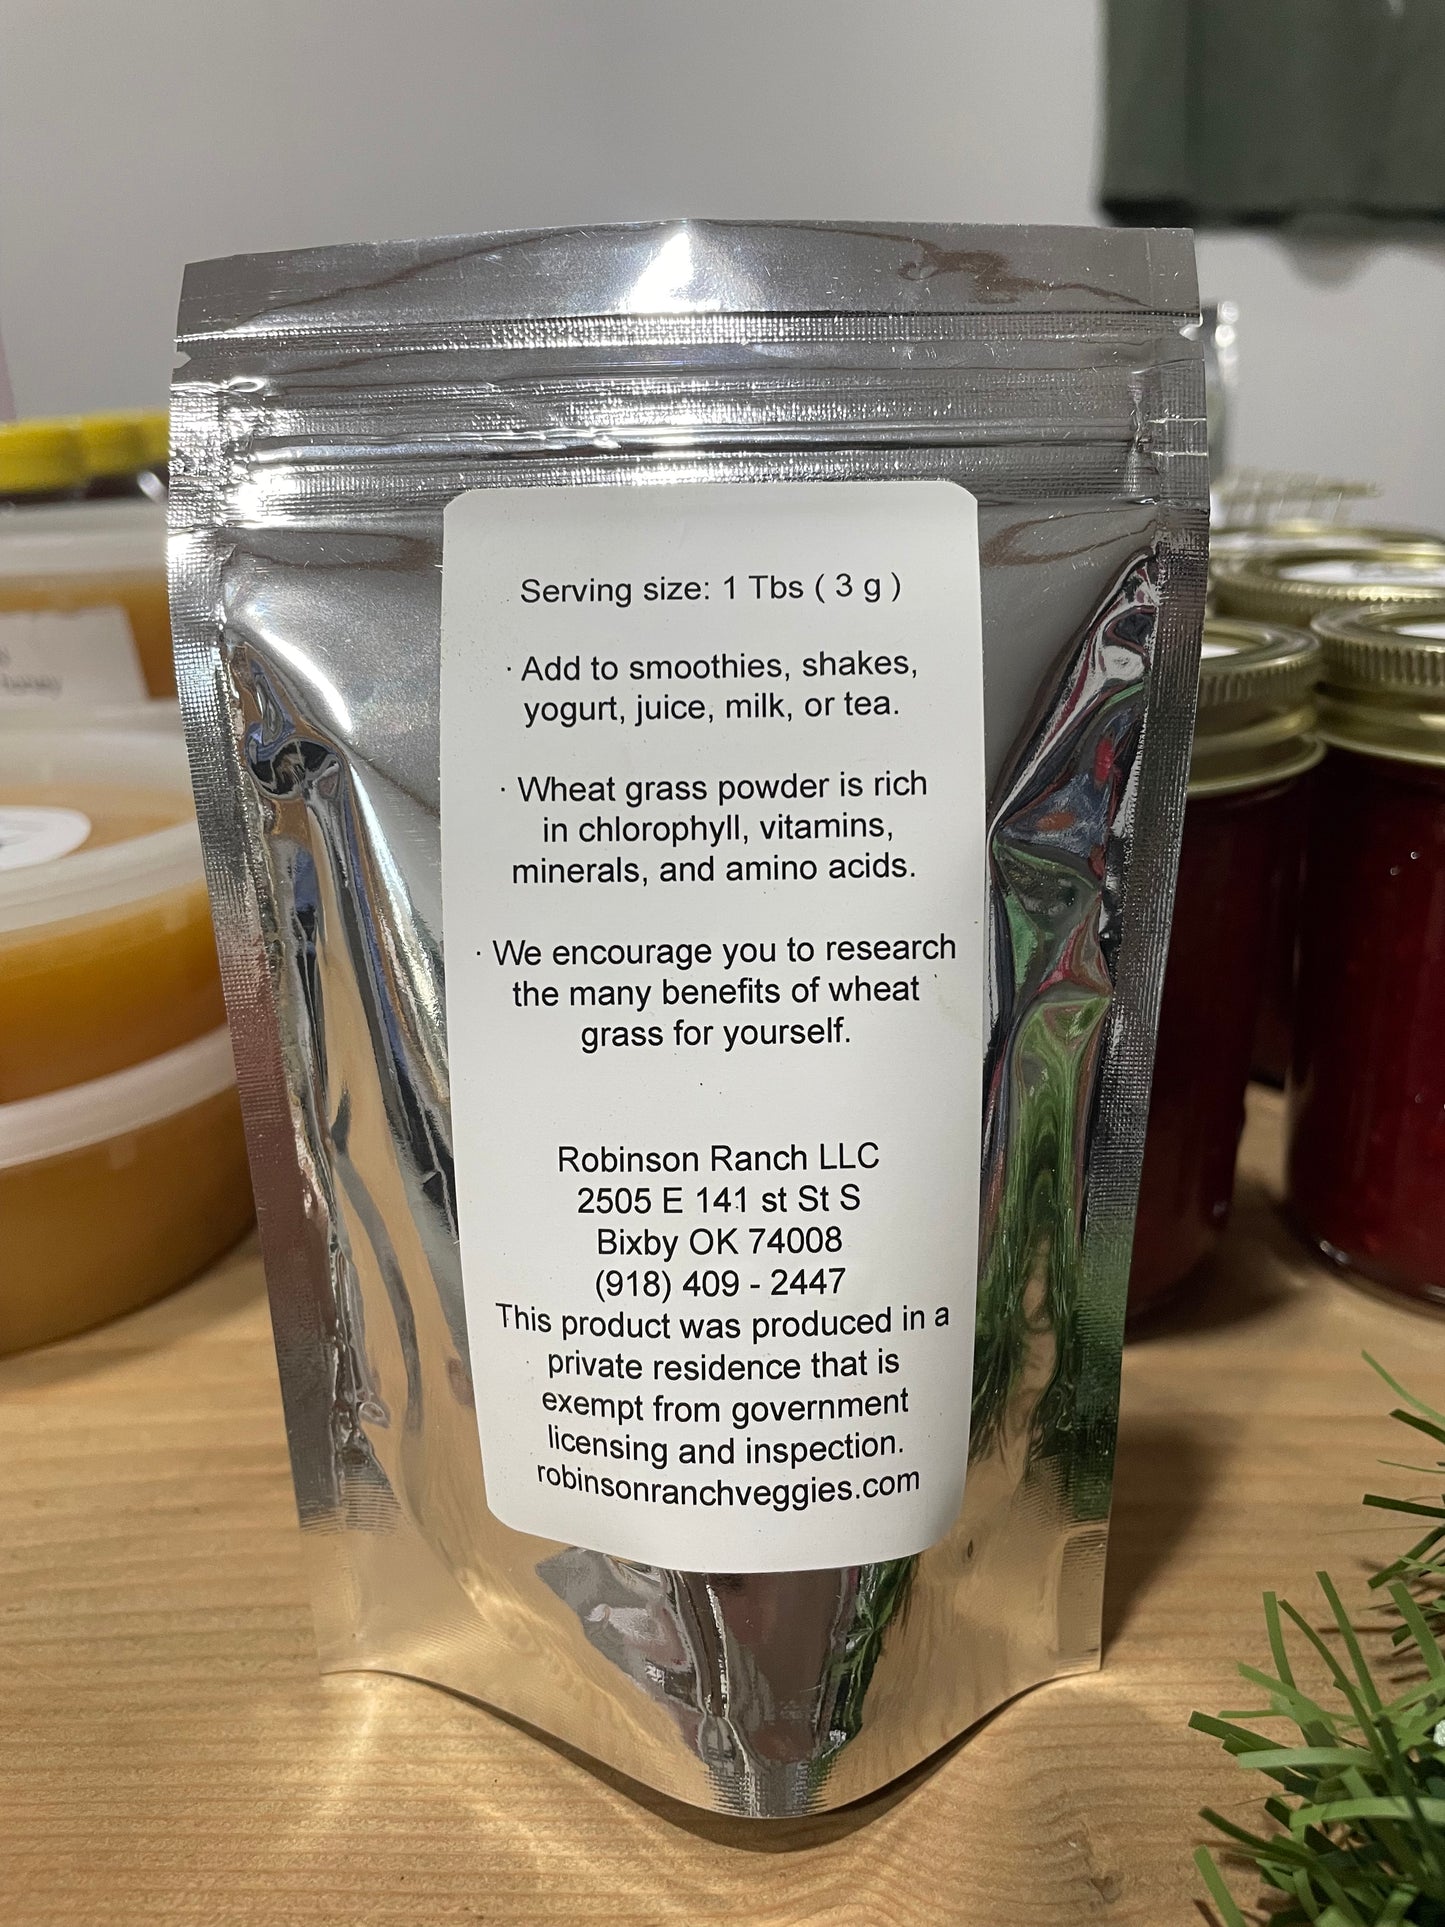 Serving size: 1 Tbs ( 3 g )
· Add to smoothies, shakes,
yogurt, juice, milk, or tea.
· Wheat grass powder is rich
in chlorophyll, vitamins,
minerals, and amino acids.
· We encourage you to research
the many benefits of wheat
grass for yourself.
Robinson Ranch LLC
2505 E 141 st St S
Bixby OK 74008
(918) 409 - 2447
This product was produced in a
private residence that is
exempt from government
licensing and inspection.
robinsonranchveggies.com
honey